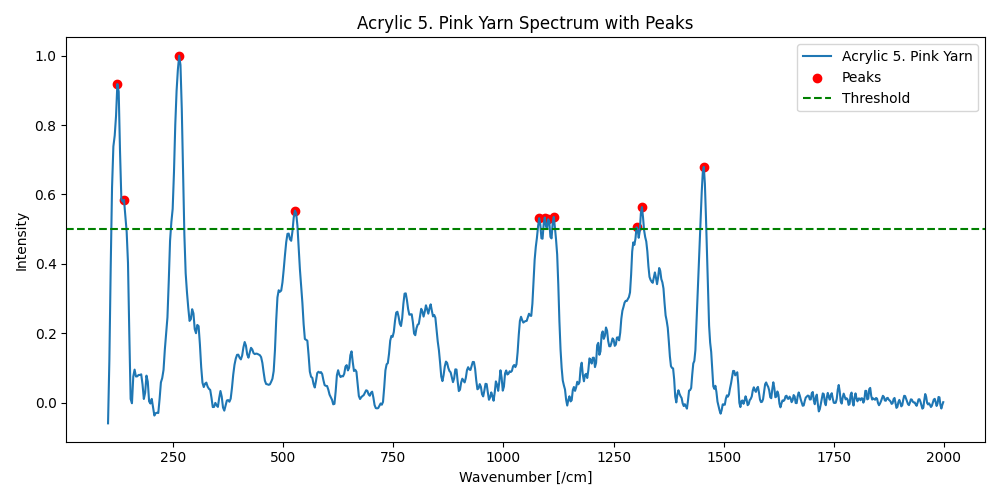 Acrylic 5. Pink Yarn Spectrum with Peaks
Acrylic 5. Pink Yarn
Peaks
Threshold
Intensity
1.0
0.8
0.6
0.4
0.2
0.0
250 500 750 1000 1250 1500 1750 2000
Wavenumber [/cm]